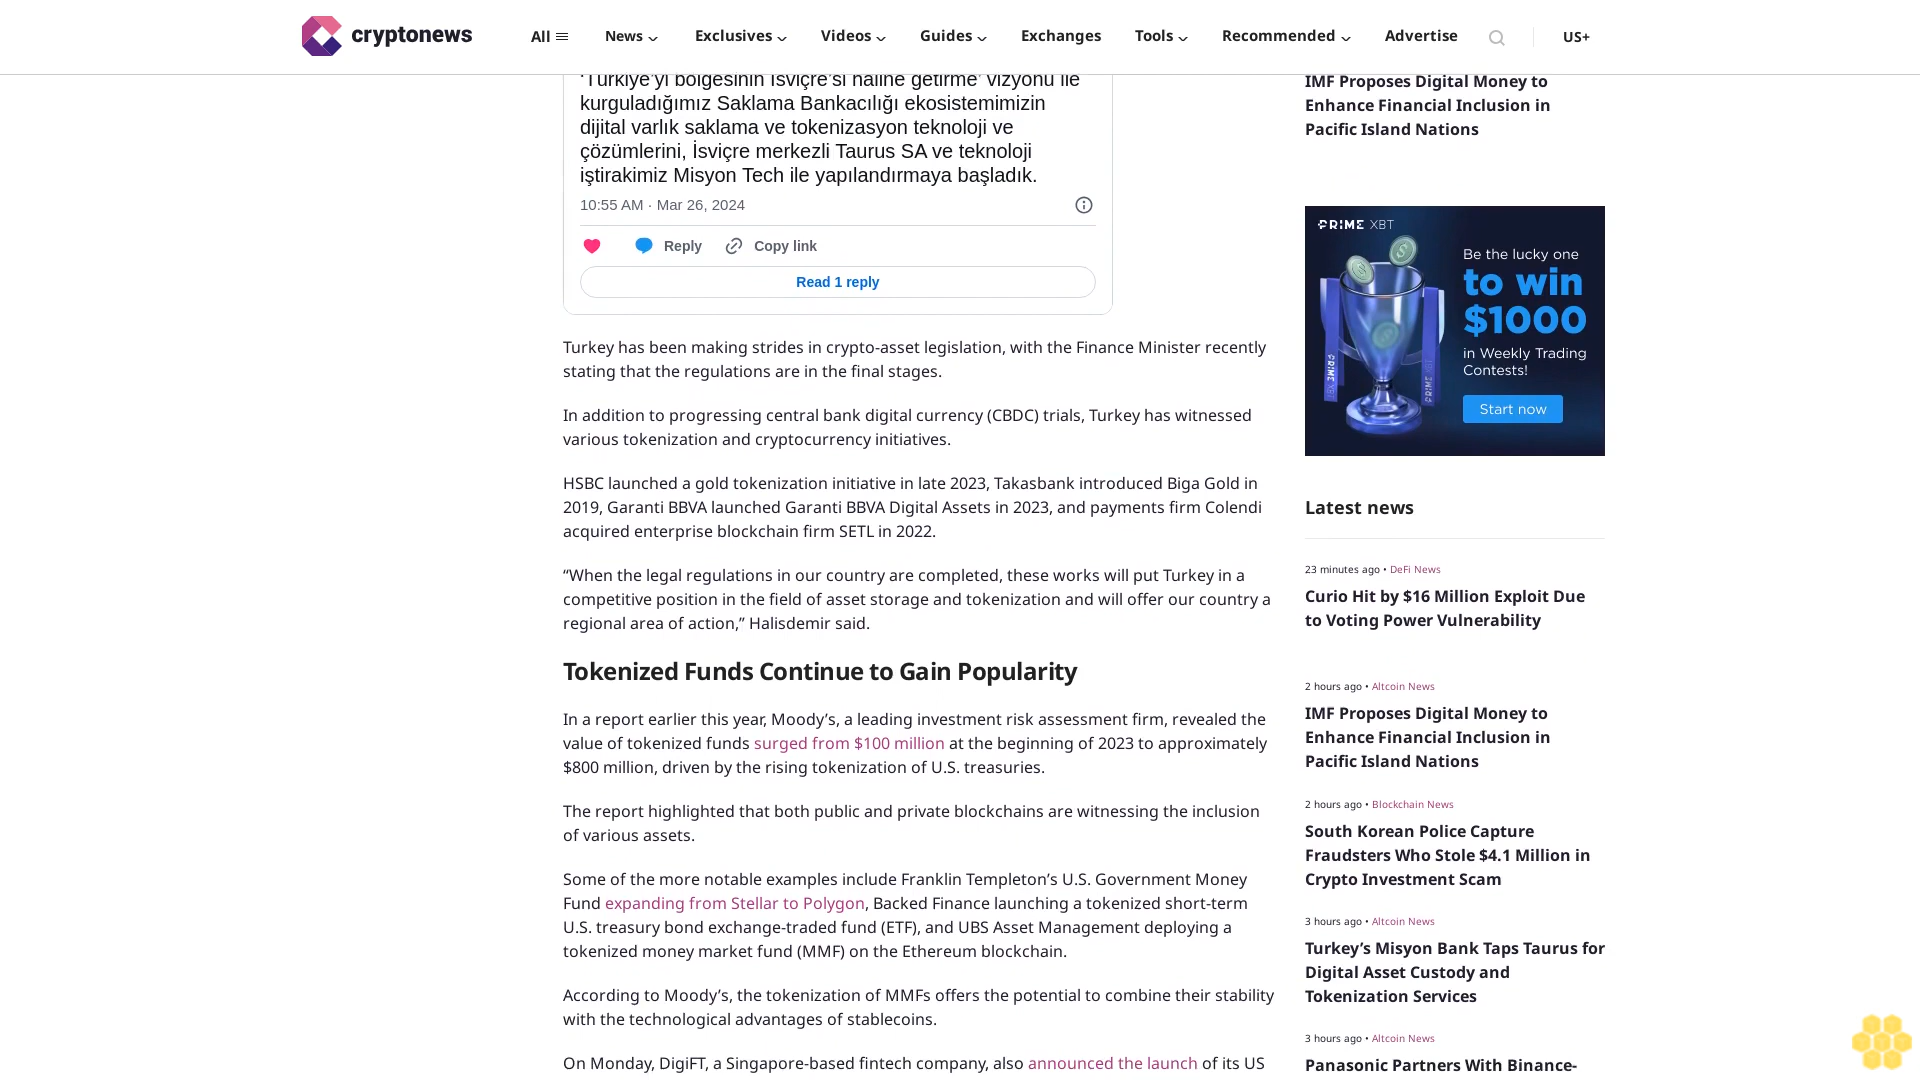 cryptonews
All
News
Exclusives
Videos
Guides
Exchanges
Tools
Recommended
Advertise
US+
‘Türkiye’yi bölgesinin İsviçre’si haline getirme’ vizyonu ile
kurguladığımız Saklama Bankacılığı ekosistemimizin
dijital varlık saklama ve tokenizasyon teknoloji ve
çözümlerini, İsviçre merkezli Taurus SA ve teknoloji
iştirakimiz Misyon Tech ile yapılandırmaya başladık.
10:55 AM · Mar 26, 2024
Reply
Copy link
Read 1 reply
Turkey has been making strides in crypto-asset legislation, with the Finance Minister recently
stating that the regulations are in the final stages.
In addition to progressing central bank digital currency (CBDC) trials, Turkey has witnessed
various tokenization and cryptocurrency initiatives.
HSBC launched a gold tokenization initiative in late 2023, Takasbank introduced Biga Gold in
2019, Garanti BBVA launched Garanti BBVA Digital Assets in 2023, and payments firm Colendi
acquired enterprise blockchain firm SETL in 2022.
“When the legal regulations in our country are completed, these works will put Turkey in a
competitive position in the field of asset storage and tokenization and will offer our country a
regional area of action,” Halisdemir said.
Tokenized Funds Continue to Gain Popularity
In a report earlier this year, Moody’s, a leading investment risk assessment firm, revealed the
value of tokenized funds surged from $100 million at the beginning of 2023 to approximately
$800 million, driven by the rising tokenization of U.S. treasuries.
The report highlighted that both public and private blockchains are witnessing the inclusion
of various assets.
Some of the more notable examples include Franklin Templeton’s U.S. Government Money
Fund expanding from Stellar to Polygon, Backed Finance launching a tokenized short-term
U.S. treasury bond exchange-traded fund (ETF), and UBS Asset Management deploying a
tokenized money market fund (MMF) on the Ethereum blockchain.
According to Moody’s, the tokenization of MMFs offers the potential to combine their stability
with the technological advantages of stablecoins.
On Monday, DigiFT, a Singapore-based fintech company, also announced the launch of its US
IMF Proposes Digital Money to
Enhance Financial Inclusion in
Pacific Island Nations
PRIME XBT
Be the lucky one
to win
$1000
in Weekly Trading
Contests!
Start now
PRIME
XBT
PRIME
Latest news
23 minutes ago • DeFi News
Curio Hit by $16 Million Exploit Due
to Voting Power Vulnerability
2 hours ago • Altcoin News
IMF Proposes Digital Money to
Enhance Financial Inclusion in
Pacific Island Nations
2 hours ago • Blockchain News
South Korean Police Capture
Fraudsters Who Stole $4.1 Million in
Crypto Investment Scam
3 hours ago • Altcoin News
Turkey’s Misyon Bank Taps Taurus for
Digital Asset Custody and
Tokenization Services
3 hours ago • Altcoin News
Panasonic Partners With Binance-